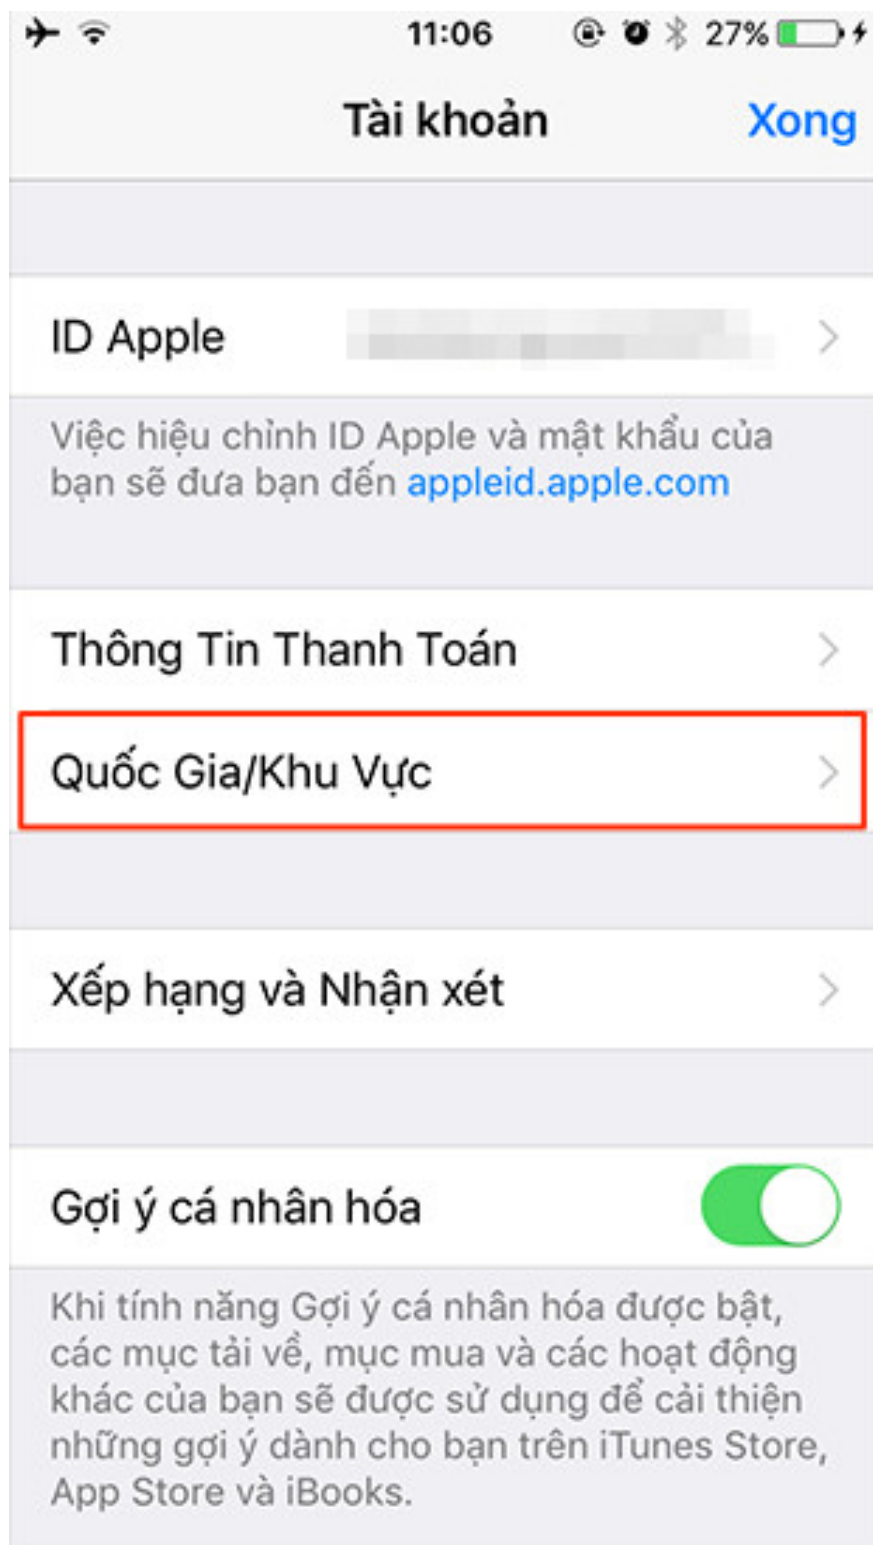 11:06 27%
Tài khoản Xong
ID Apple
Việc hiệu chỉnh ID Apple và mật khẩu của
bạn sẽ đưa bạn đến appleid.apple.com
Thông Tin Thanh Toán
Quốc Gia/Khu Vực
Xếp hạng và Nhận xét
Gợi ý cá nhân hóa
Khi tính năng Gợi ý cá nhân hóa được bật,
các mục tải về, mục mua và các hoạt động
khác của bạn sẽ được sử dụng để cải thiện
những gợi ý dành cho bạn trên iTunes Store,
App Store và iBooks.